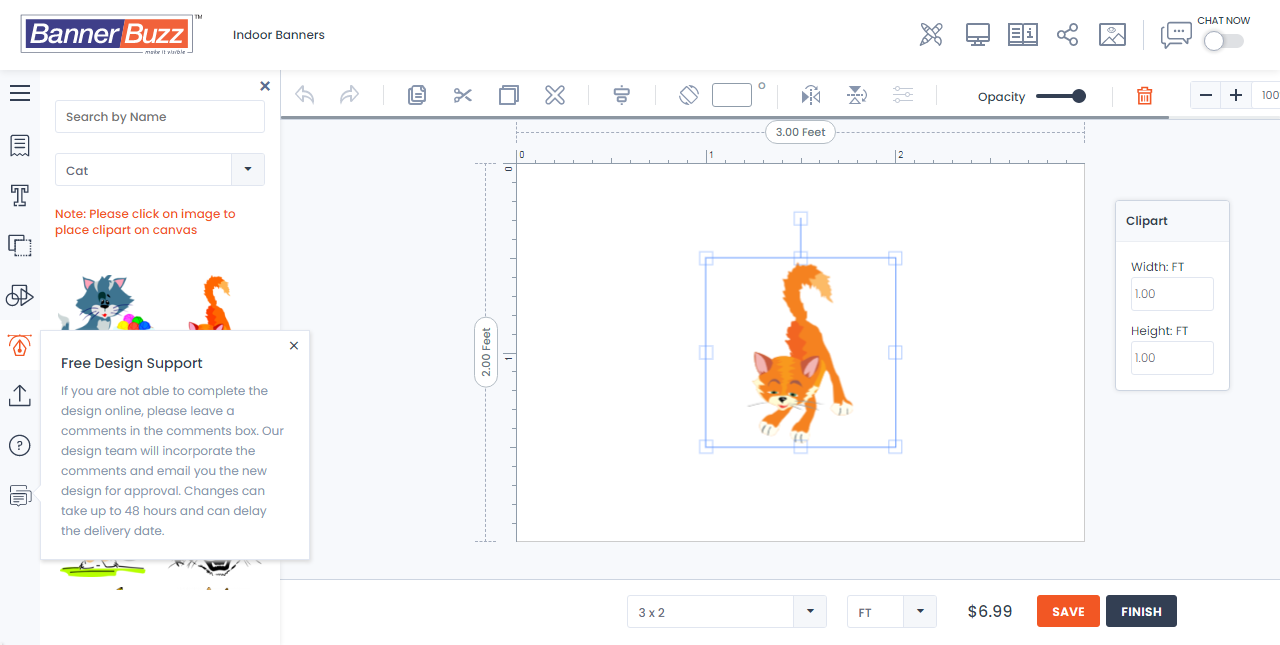 BannerBuzz™
make it visible
Indoor Banners
CHAT NOW
Search by Name
Cat
Note: Please click on image to
place clipart on canvas
Free Design Support
If you are not able to complete the
design online, please leave a
comments in the comments box. Our
design team will incorporate the
comments and email you the new
design for approval. Changes can
take up to 48 hours and can delay
the delivery date.
Opacity
100
3.00 Feet
0 1 2
0
1
2.00 Feet
Clipart
Width: FT
1.00
Height: FT
1.00
3 x 2
FT
$6.99
SAVE
FINISH